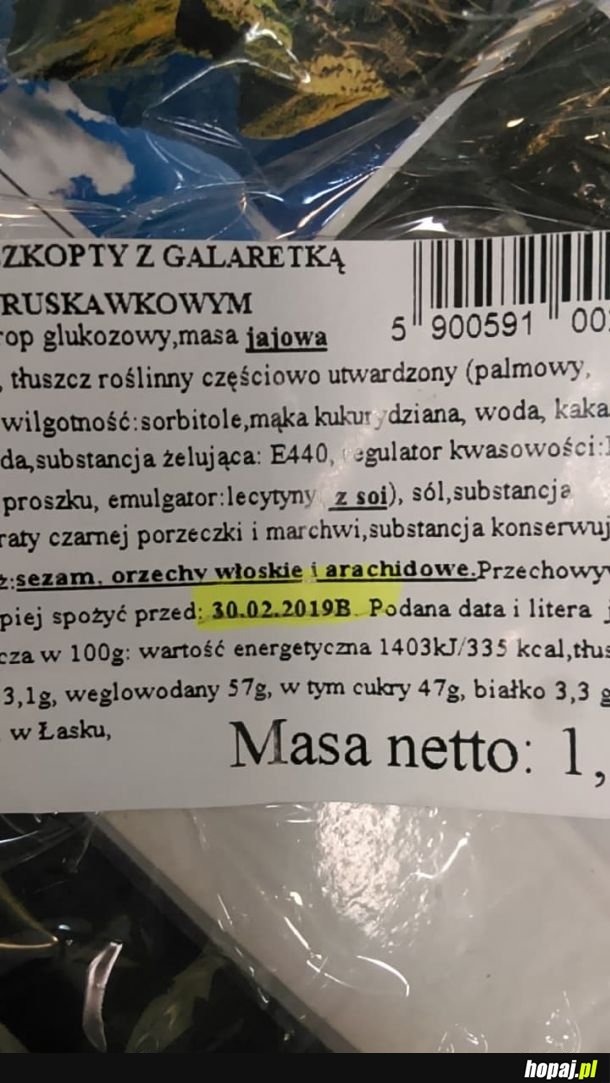 ZKOPTY Z GALARETKĄ
RUSKAWKOWYM
rop glukozowy,masa jajowa
5 900591 00
, tłuszcz roślinny częściowo utwardzony (palmowy,
wilgotność:sorbitole,mąka kukurydziana, woda, kaka
da,substancja żelująca: E440, regulator kwasowości:
proszku, emulgator:lecytyny z soi), sól,substancja
raty czarnej porzeczki i marchwi,substancja konserwuj
ż:sezam, orzechy włoskie i arachidowe.Przechowyw
piej spożyć przed: 30.02.2019B. Podana data i litera j
cza w 100g: wartość energetyczna 1403kJ/335 kcal,tłus
3,1g, weglowodany 57g, w tym cukry 47g, białko 3,3 g
w Łasku,
Masa netto: 1,
hopaj.pl